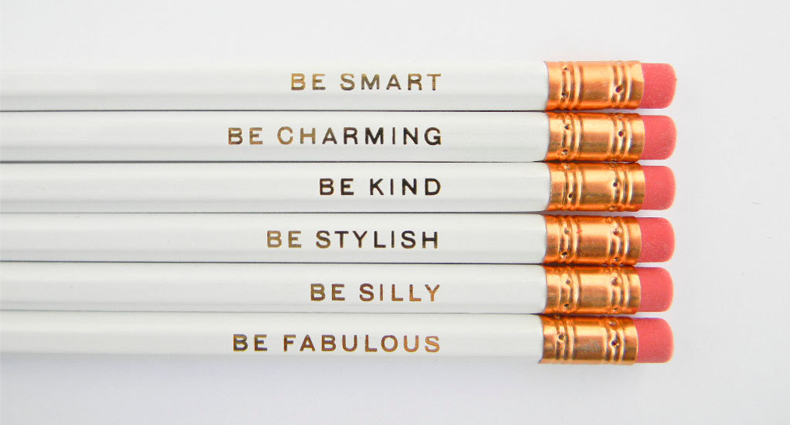 BE SMART
BE CHARMING
BE KIND
BE STYLISH
BE SILLY
BE FABULOUS